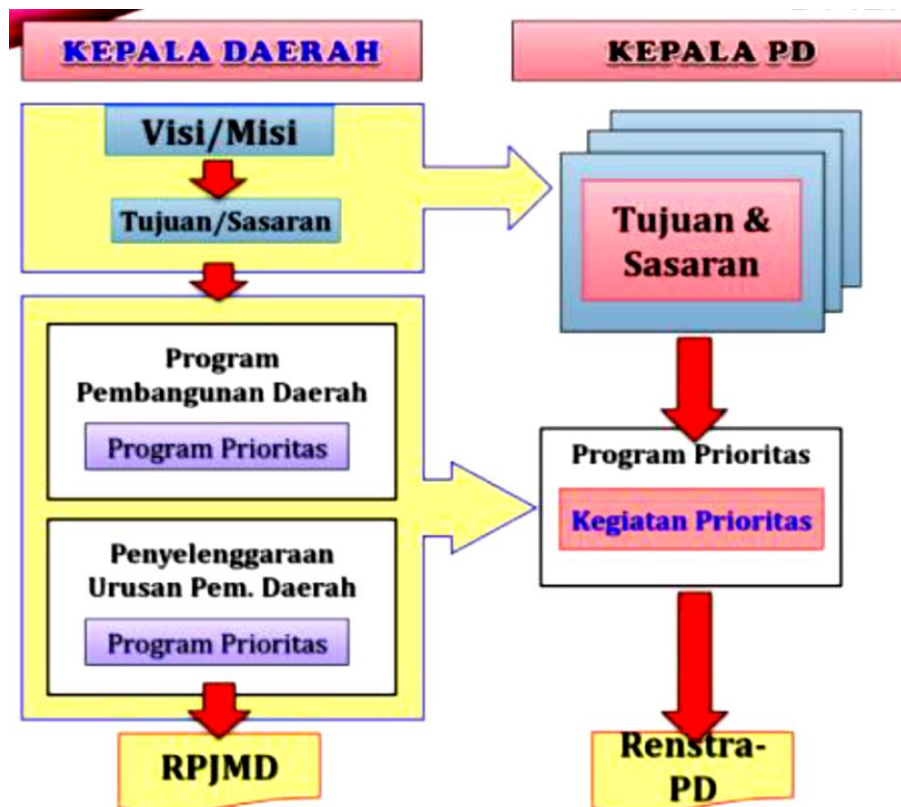 KEPALA DAERAH
Visi/Misi
Tujuan/Sasaran
Program
Pembangunan Daerah
Program Prioritas
Penyelenggaraan
Urusan Pem. Daerah
Program Prioritas
RPJMD
KEPALA PD
Tujuan &
Sasaran
Program Prioritas
Kegiatan Prioritas
Renstra-
PD